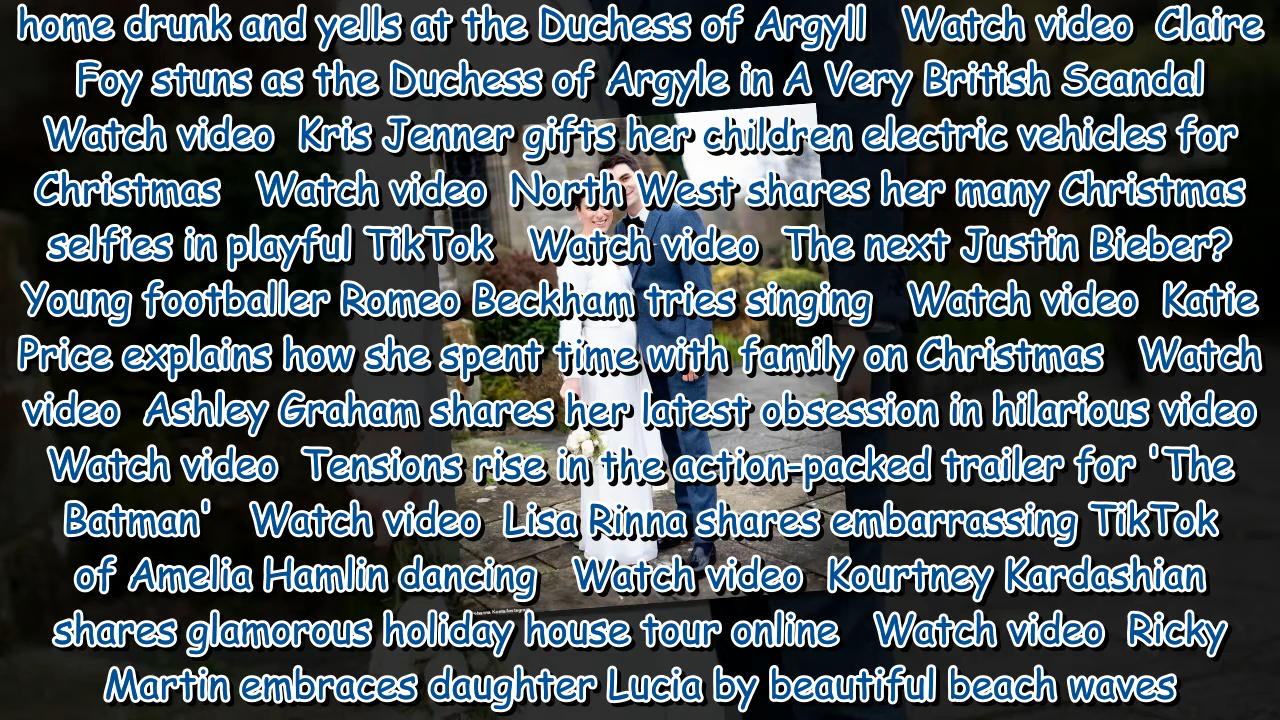 home drunk and yells at the Duchess of Argyll Watch video Claire
Foy stuns as the Duchess of Argyle in A Very British Scandal
Watch video Kris Jenner gifts her children electric vehicles for
Christmas Watch video North West shares her many Christmas
selfies in playful TikTok Watch video The next Justin Bieber?
Young footballer Romeo Beckham tries singing Watch video Katie
Price explains how she spent time with family on Christmas Watch
video Ashley Graham shares her latest obsession in hilarious video
Watch video Tensions rise in the action-packed trailer for 'The
Batman' Watch video Lisa Rinna shares embarrassing TikTok
of Amelia Hamlin dancing Watch video Kourtney Kardashian
shares glamorous holiday house tour online Watch video Ricky
Martin embraces daughter Lucia by beautiful beach waves